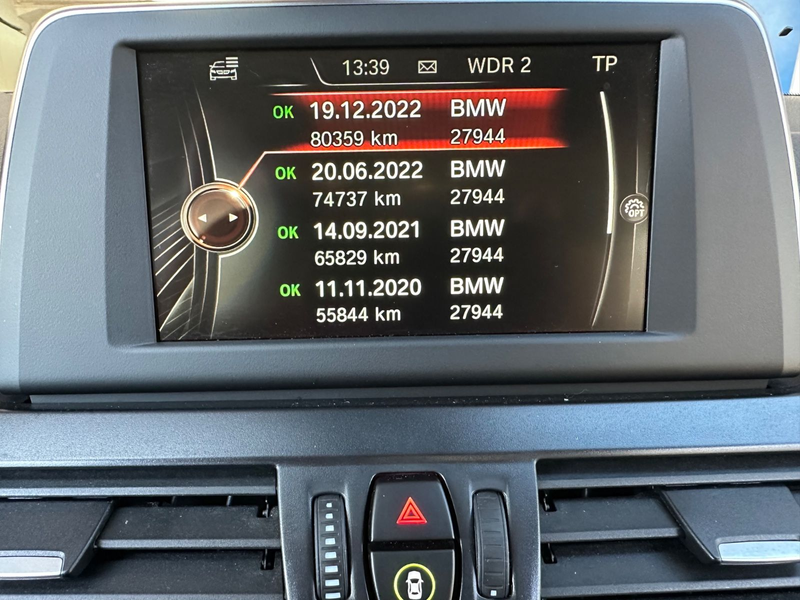 13:39 WDR 2 TP
OK 19.12.2022 BMW
80359 km 27944
OK 20.06.2022 BMW
74737 km 27944
OPT
OK 14.09.2021 BMW
65829 km 27944
OK 11.11.2020 BMW
55844 km 27944